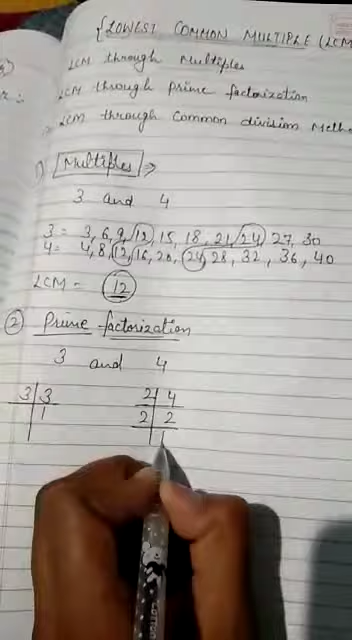 {LOWEST COMMON MULTIPLE (LCM
LCM through Multiples
LCM through Prime factorization
LCM through Common division Meth
1) Multiples ⇒
3 and 4
3 = 3, 6, 9, 12, 15, 18, 21, 24, 27, 30
4 = 4, 8, 12, 16, 20, 24, 28, 32, 36, 40
LCM = 12
2 Prime factorization
3 and 4
3 3 2 4
1 2 2
1